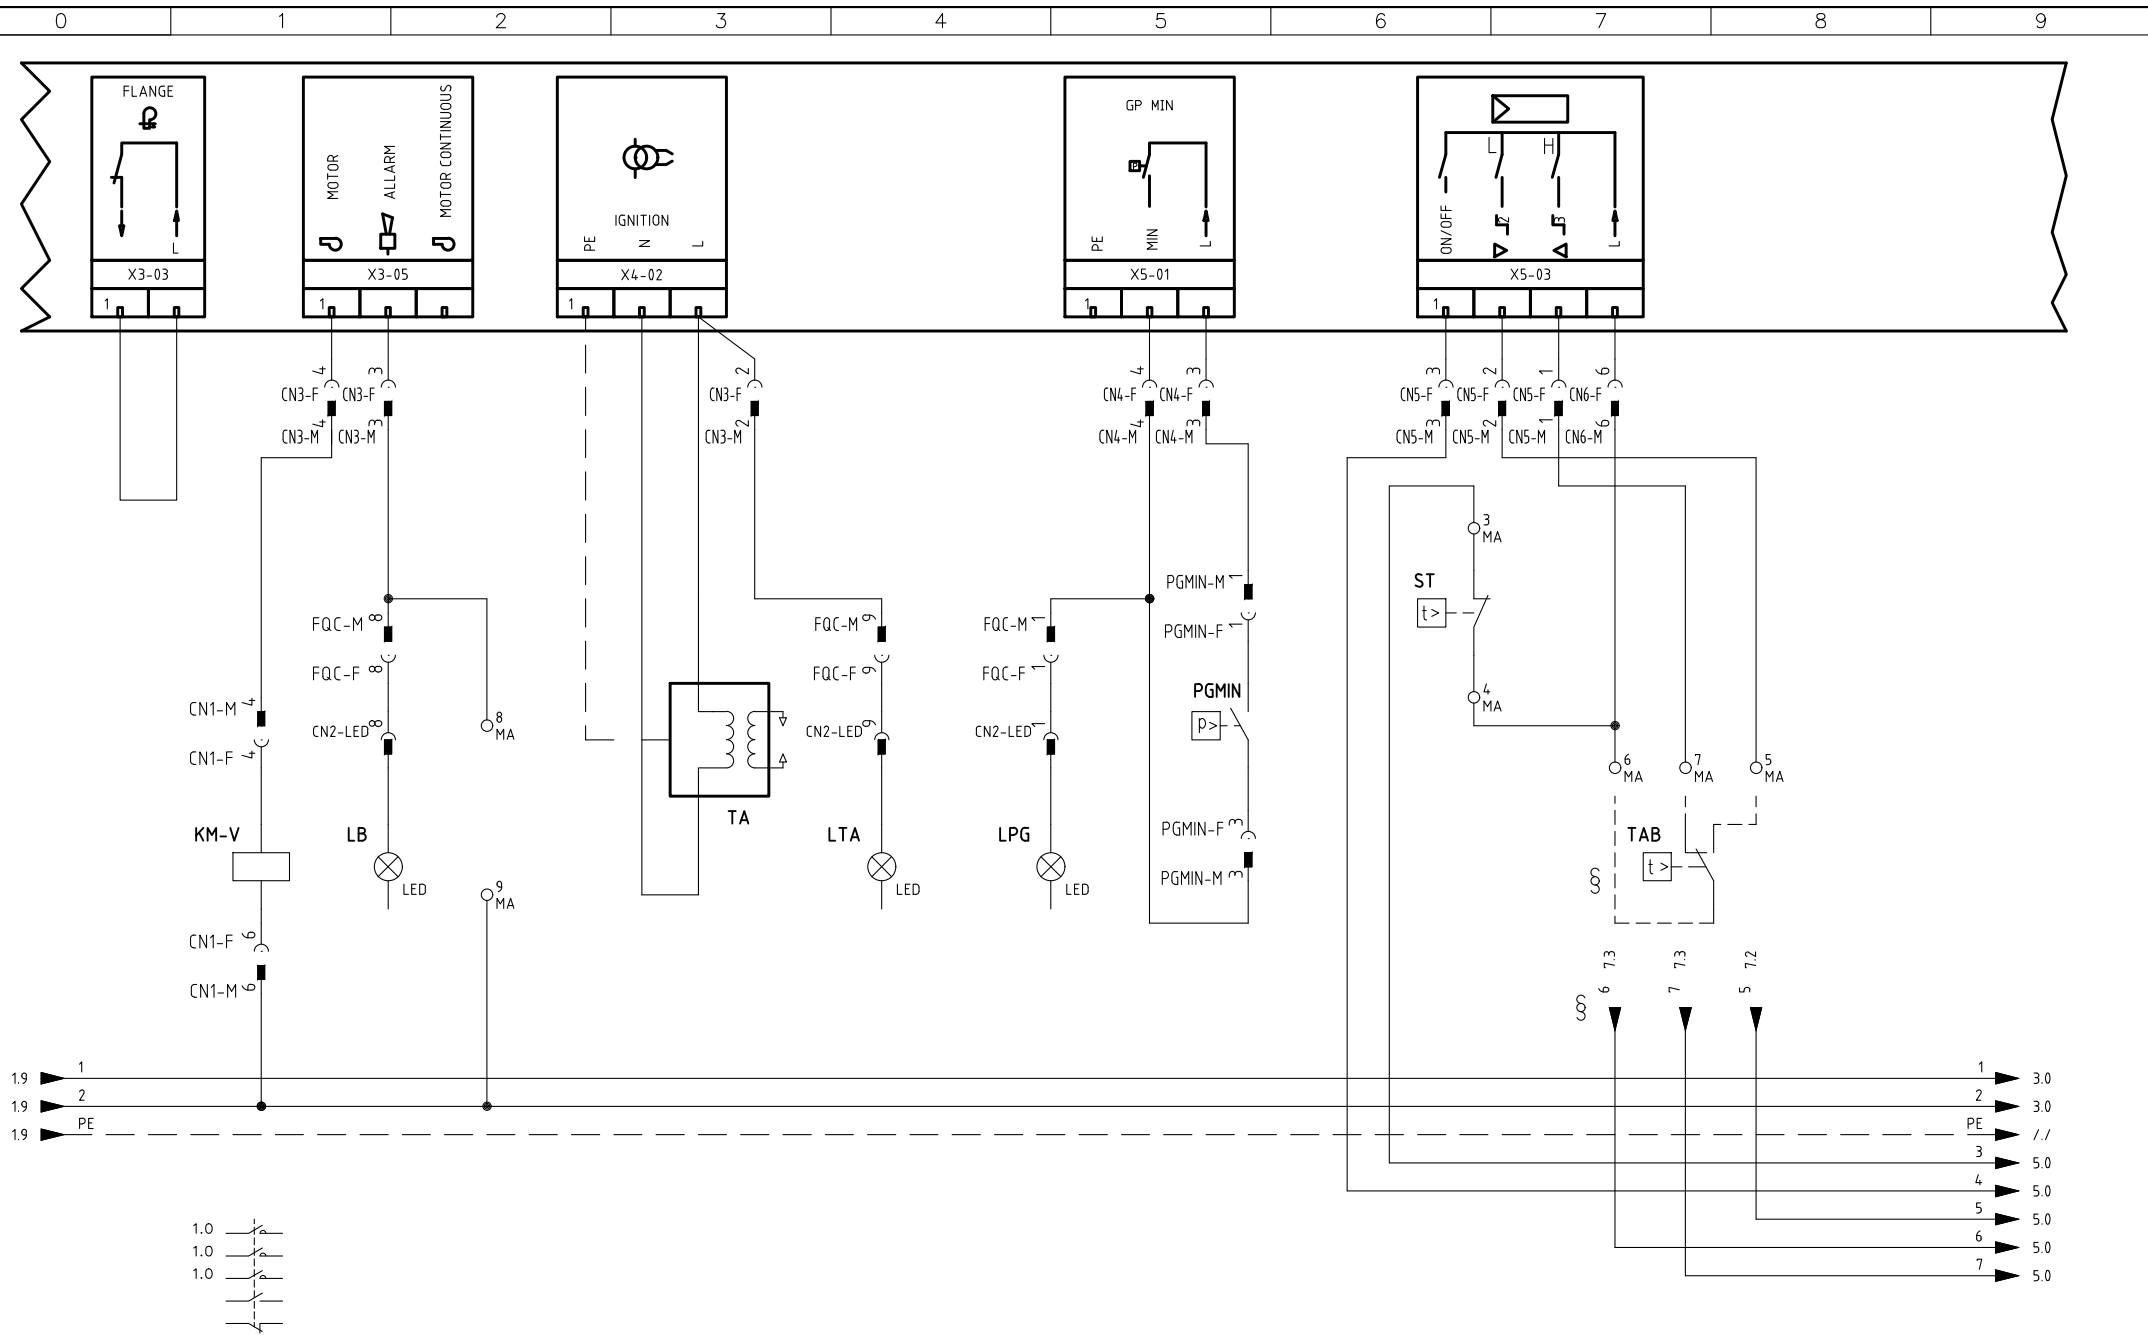 0 1 2 3 4 5 6 7 8 9
FLANGE
L
X3-03
1
MOTOR
ALLARM
MOTOR CONTINUOUS
X3-05
1
IGNITION
PE N L
X4-02
1
GP MIN
P
PE MIN L
X5-01
1
L H
ON/OFF
2
3
L
X5-03
1
4 3 2 4 3 3 2 1 6
CN3-F CN3-F CN3-F CN4-F CN4-F CN5-F CN5-F CN5-F CN6-F
4 3 2 4 3 3 2 1 6
CN3-M CN3-M CN3-M CN4-M CN4-M CN5-M CN5-M CN5-M CN6-M
3
MA
ST
t>
4
MA
PGMIN-M 1
PGMIN-F 1
PGMIN
p>
PGMIN-F 3
PGMIN-M 3
FQC-M 8
FQC-F 8
CN2-LED 8
LB
LED
FQC-M 9
FQC-F 9
CN2-LED 9
LTA
LED
FQC-M 1
FQC-F 1
CN2-LED 1
LPG
LED
CN1-M 4
CN1-F 4
KM-V
CN1-F 6
CN1-M 6
8
MA
9
MA
TA
6
MA
7
MA
5
MA
TAB
t>
§
7.3 7.3 7.2
§ 6 7 5
1.9 1 1 3.0
1.9 2 2 3.0
1.9 PE PE /./
3 5.0
4 5.0
5 5.0
6 5.0
7 5.0
1.0
1.0
1.0